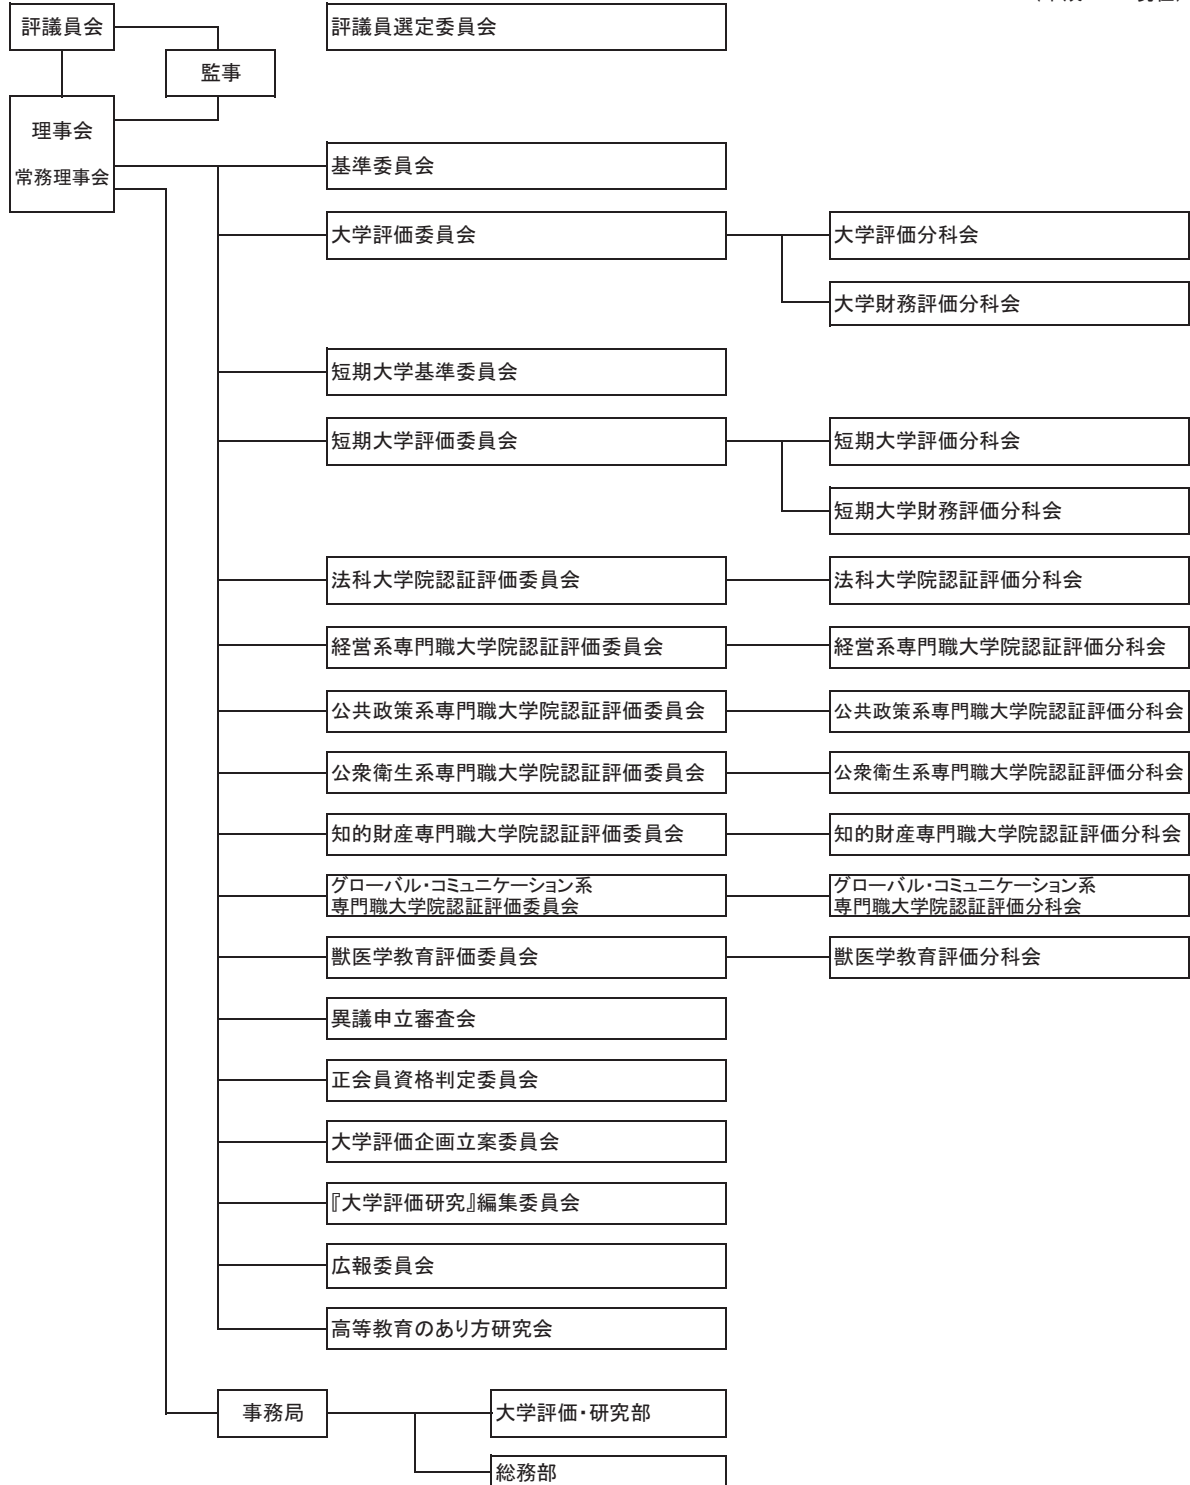 評議員会
評議員選定委員会
監事
理事会
常務理事会
基準委員会
大学評価委員会
大学評価分科会
大学財務評価分科会
短期大学基準委員会
短期大学評価委員会
短期大学評価分科会
短期大学財務評価分科会
法科大学院認証評価委員会
法科大学院認証評価分科会
経営系専門職大学院認証評価委員会
経営系専門職大学院認証評価分科会
公共政策系専門職大学院認証評価委員会
公共政策系専門職大学院認証評価分科会
公衆衛生系専門職大学院認証評価委員会
公衆衛生系専門職大学院認証評価分科会
知的財産専門職大学院認証評価委員会
知的財産専門職大学院認証評価分科会
グローバル・コミュニケーション系
専門職大学院認証評価委員会
グローバル・コミュニケーション系
専門職大学院認証評価分科会
獣医学教育評価委員会
獣医学教育評価分科会
異議申立審査会
正会員資格判定委員会
大学評価企画立案委員会
『大学評価研究』編集委員会
広報委員会
高等教育のあり方研究会
事務局
大学評価・研究部
総務部